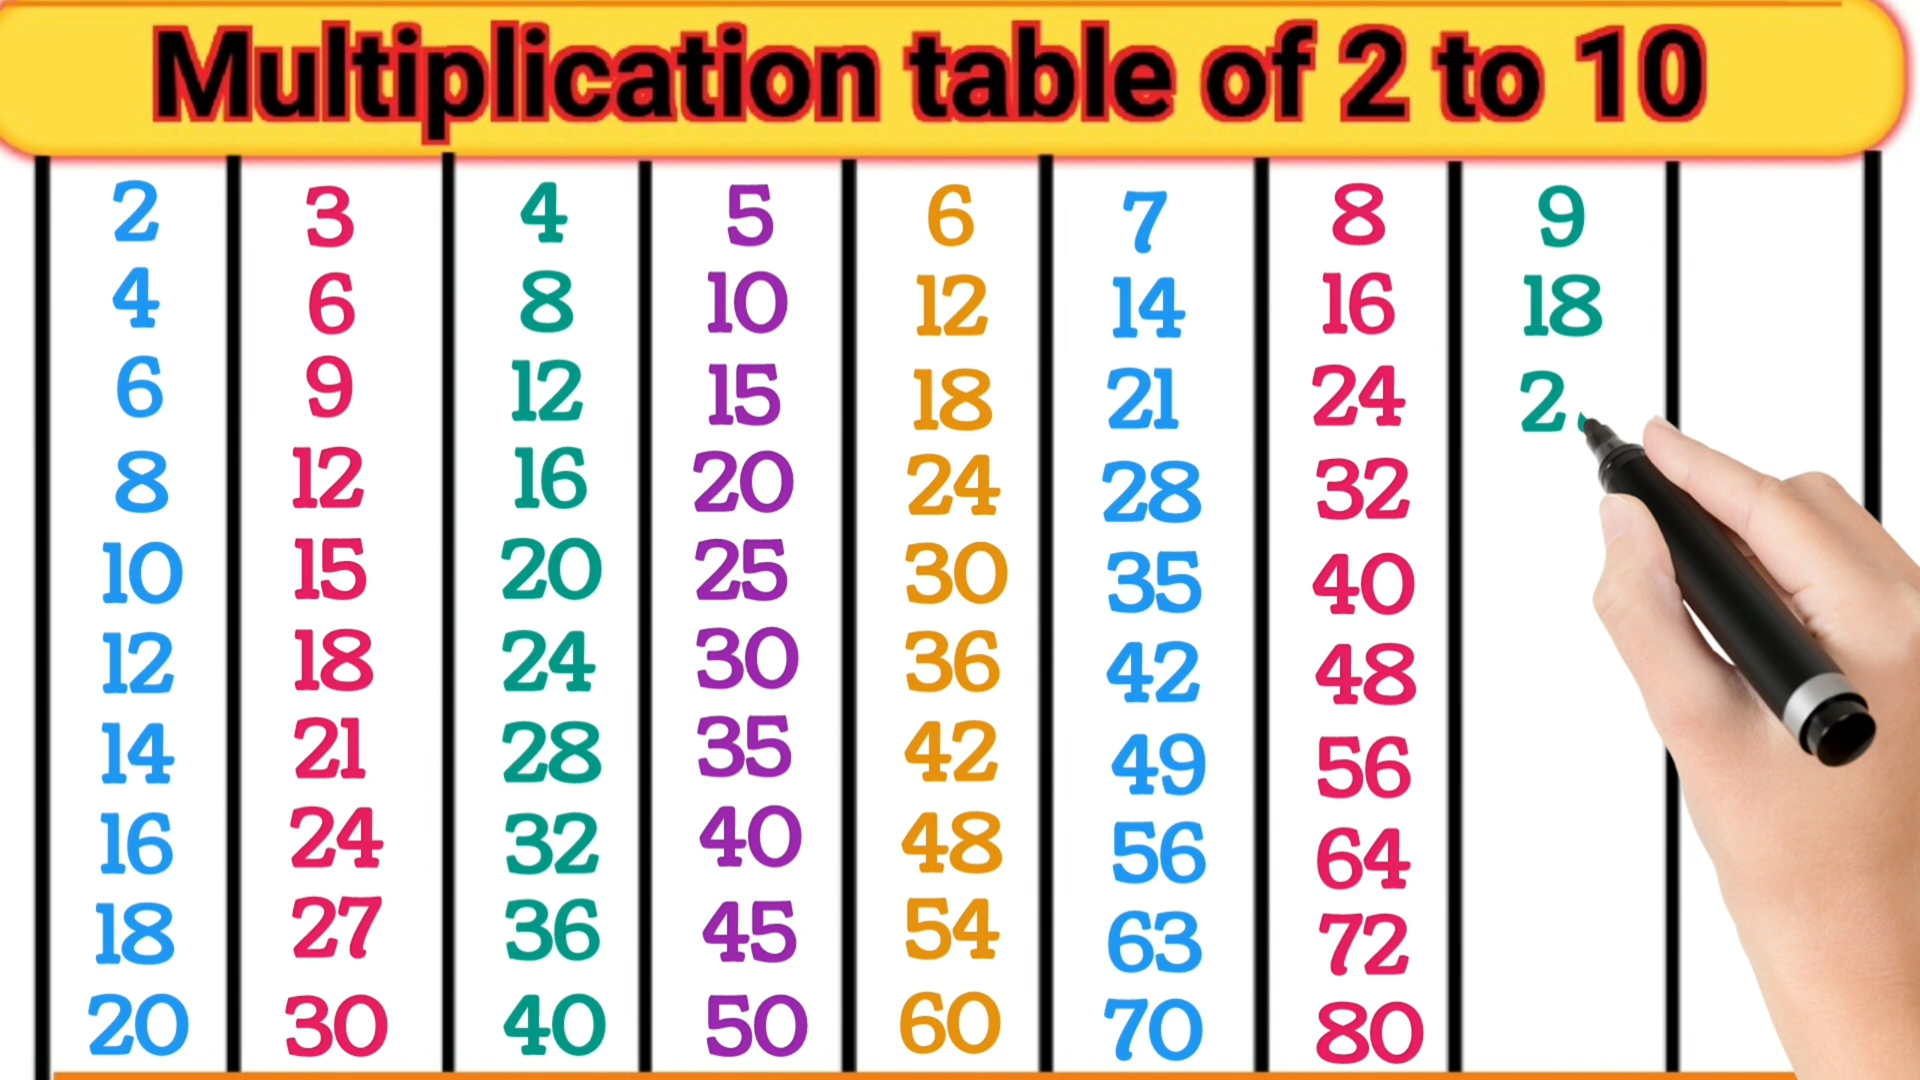 Multiplication table of 2 to 10
2 3 4 5 6 7 8 9
4 6 8 10 12 14 16 18
6 9 12 15 18 21 24 2
8 12 16 20 24 28 32
10 15 20 25 30 35 40
12 18 24 30 36 42 48
14 21 28 35 42 49 56
16 24 32 40 48 56 64
18 27 36 45 54 63 72
20 30 40 50 60 70 80